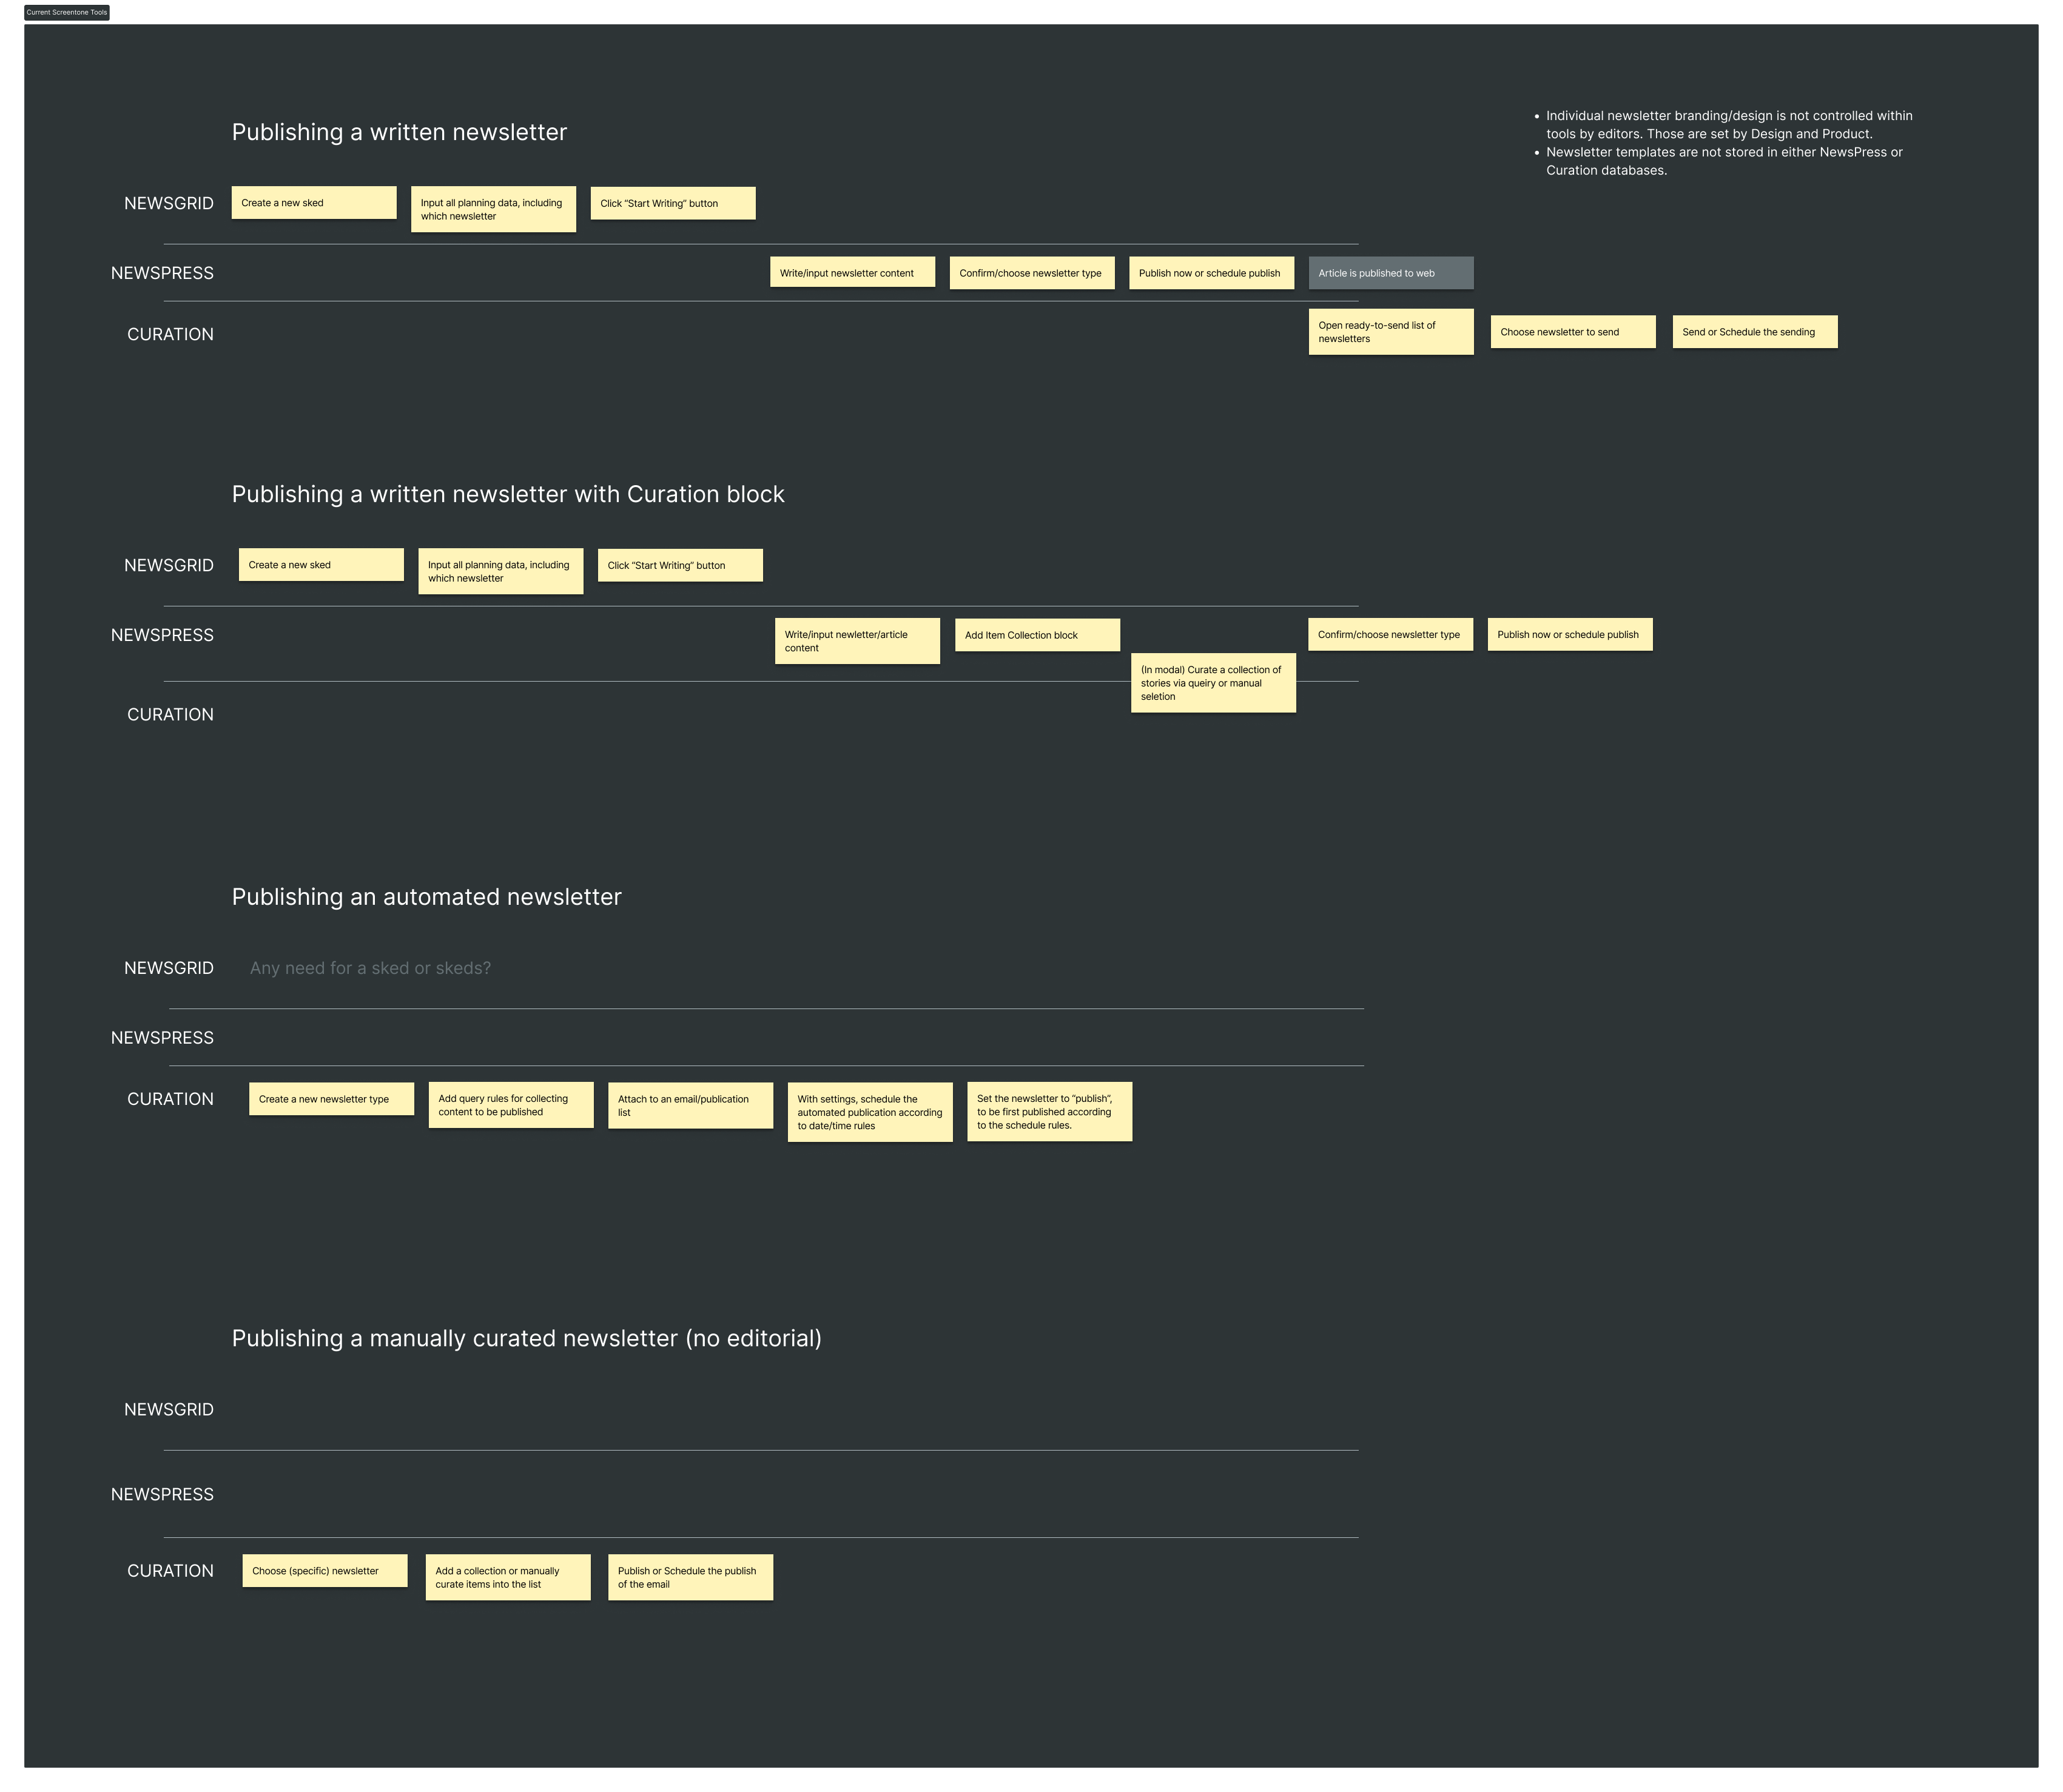 Current Screentone Tools
• Individual newsletter branding/design is not controlled within
tools by editors. Those are set by Design and Product.
• Newsletter templates are not stored in either NewsPress or
Curation databases.
Publishing a written newsletter
NEWSGRID
Create a new sked
Input all planning data, including
which newsletter
Click “Start Writing” button
NEWSPRESS
Write/input newsletter content
Confirm/choose newsletter type
Publish now or schedule publish
Article is published to web
CURATION
Open ready-to-send list of
newsletters
Choose newsletter to send
Send or Schedule the sending
Publishing a written newsletter with Curation block
NEWSGRID
Create a new sked
Input all planning data, including
which newsletter
Click “Start Writing” button
NEWSPRESS
Write/input newletter/article
content
Add Item Collection block
(In modal) Curate a collection of
stories via queiry or manual
seletion
Confirm/choose newsletter type
Publish now or schedule publish
CURATION
Publishing an automated newsletter
NEWSGRID
Any need for a sked or skeds?
NEWSPRESS
CURATION
Create a new newsletter type
Add query rules for collecting
content to be published
Attach to an email/publication
list
With settings, schedule the
automated publication according
to date/time rules
Set the newsletter to “publish”,
to be first published according
to the schedule rules.
Publishing a manually curated newsletter (no editorial)
NEWSGRID
NEWSPRESS
CURATION
Choose (specific) newsletter
Add a collection or manually
curate items into the list
Publish or Schedule the publish
of the email